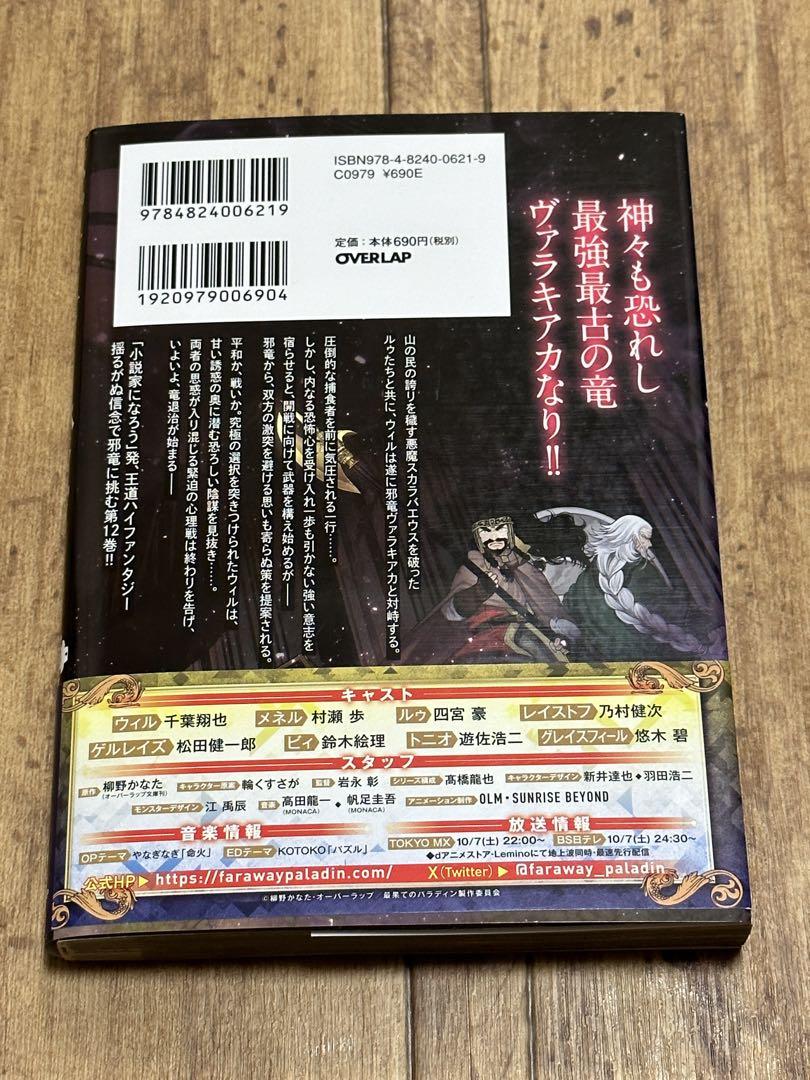 ISBN978-4-8240-0621-9
C0979 ¥690E
9784824006219
定価：本体690円(税別)
OVERLAP
1920979006904
神々も恐れし
最強最古の竜
ヴァラキアカなり!!
山の民の誇りを穢す悪魔スカラバエウスを破った
ルゥたちと共に、ウィルは遂に邪竜ヴァラキアカと対峙する。
圧倒的な捕食者を前に気圧される一行……。
しかし、内なる恐怖心を受け入れ一歩も引かない強い意志を
宿らせると、開戦に向けて武器を構え始めるが――
邪竜から、双方の激突を避ける思いも寄らぬ策を提案される。
平和か、戦いか。究極の選択を突きつけられたウィルは、
甘い誘惑の奥に潜む恐ろしい陰謀を見抜き……。
両者の思惑が入り混じる緊迫の心理戦は終わりを告げ、
いよいよ、竜退治が始まる――
「小説家になろう」発、王道ハイファンタジー
揺るがぬ信念で邪竜に挑む第12巻!!
キャスト
ウィル 千葉翔也 メネル 村瀬 歩 ルゥ 四宮 豪 レイストフ 乃村健次
ゲルレイズ 松田健一郎 ビィ 鈴木絵理 トニオ 遊佐浩二 グレイスフィール 悠木 碧
スタッフ
原作 柳野かなた(オーバーラップ文庫刊) キャラクター原案 輪くすさが 監督 岩永 彰 シリーズ構成 髙橋龍也 キャラクターデザイン 新井達也◆羽田浩二
モンスターデザイン 江 禹辰 音楽 高田龍一(MONACA)◆帆足圭吾(MONACA) アニメーション制作 OLM・SUNRISE BEYOND
音楽情報
OPテーマ やなぎなぎ「命火」 EDテーマ KOTOKO「パズル」
放送情報
TOKYO MX 10/7(土) 22:00～ BS日テレ 10/7(土) 24:30～
◆dアニメストア・Leminoにて地上波同時・最速先行配信
公式HP▶https://farawaypaladin.com/ X(Twitter)▶@faraway_paladin
©柳野かなた・オーバーラップ／最果てのパラディン製作委員会